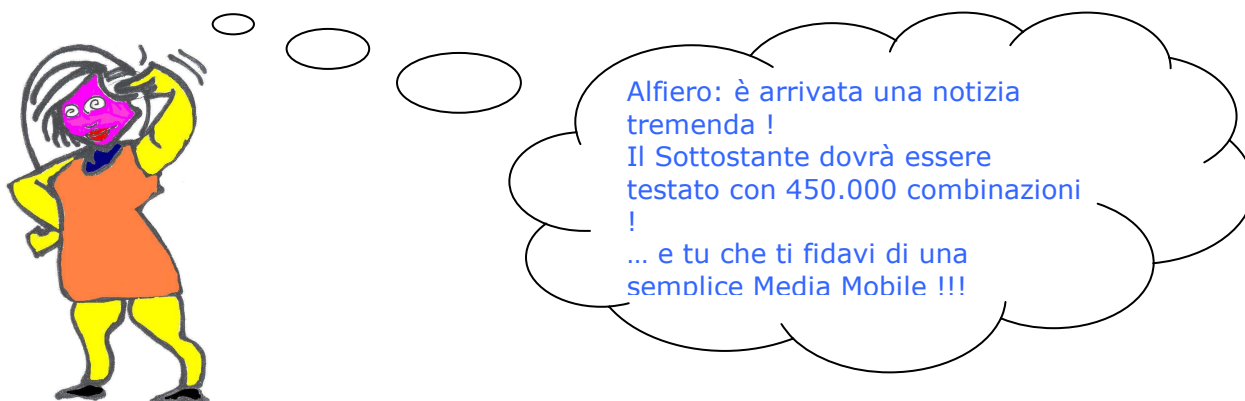 Alfiero: è arrivata una notizia
tremenda !
Il Sottostante dovrà essere
testato con 450.000 combinazioni
!
... e tu che ti fidavi di una
semplice Media Mobile !!!